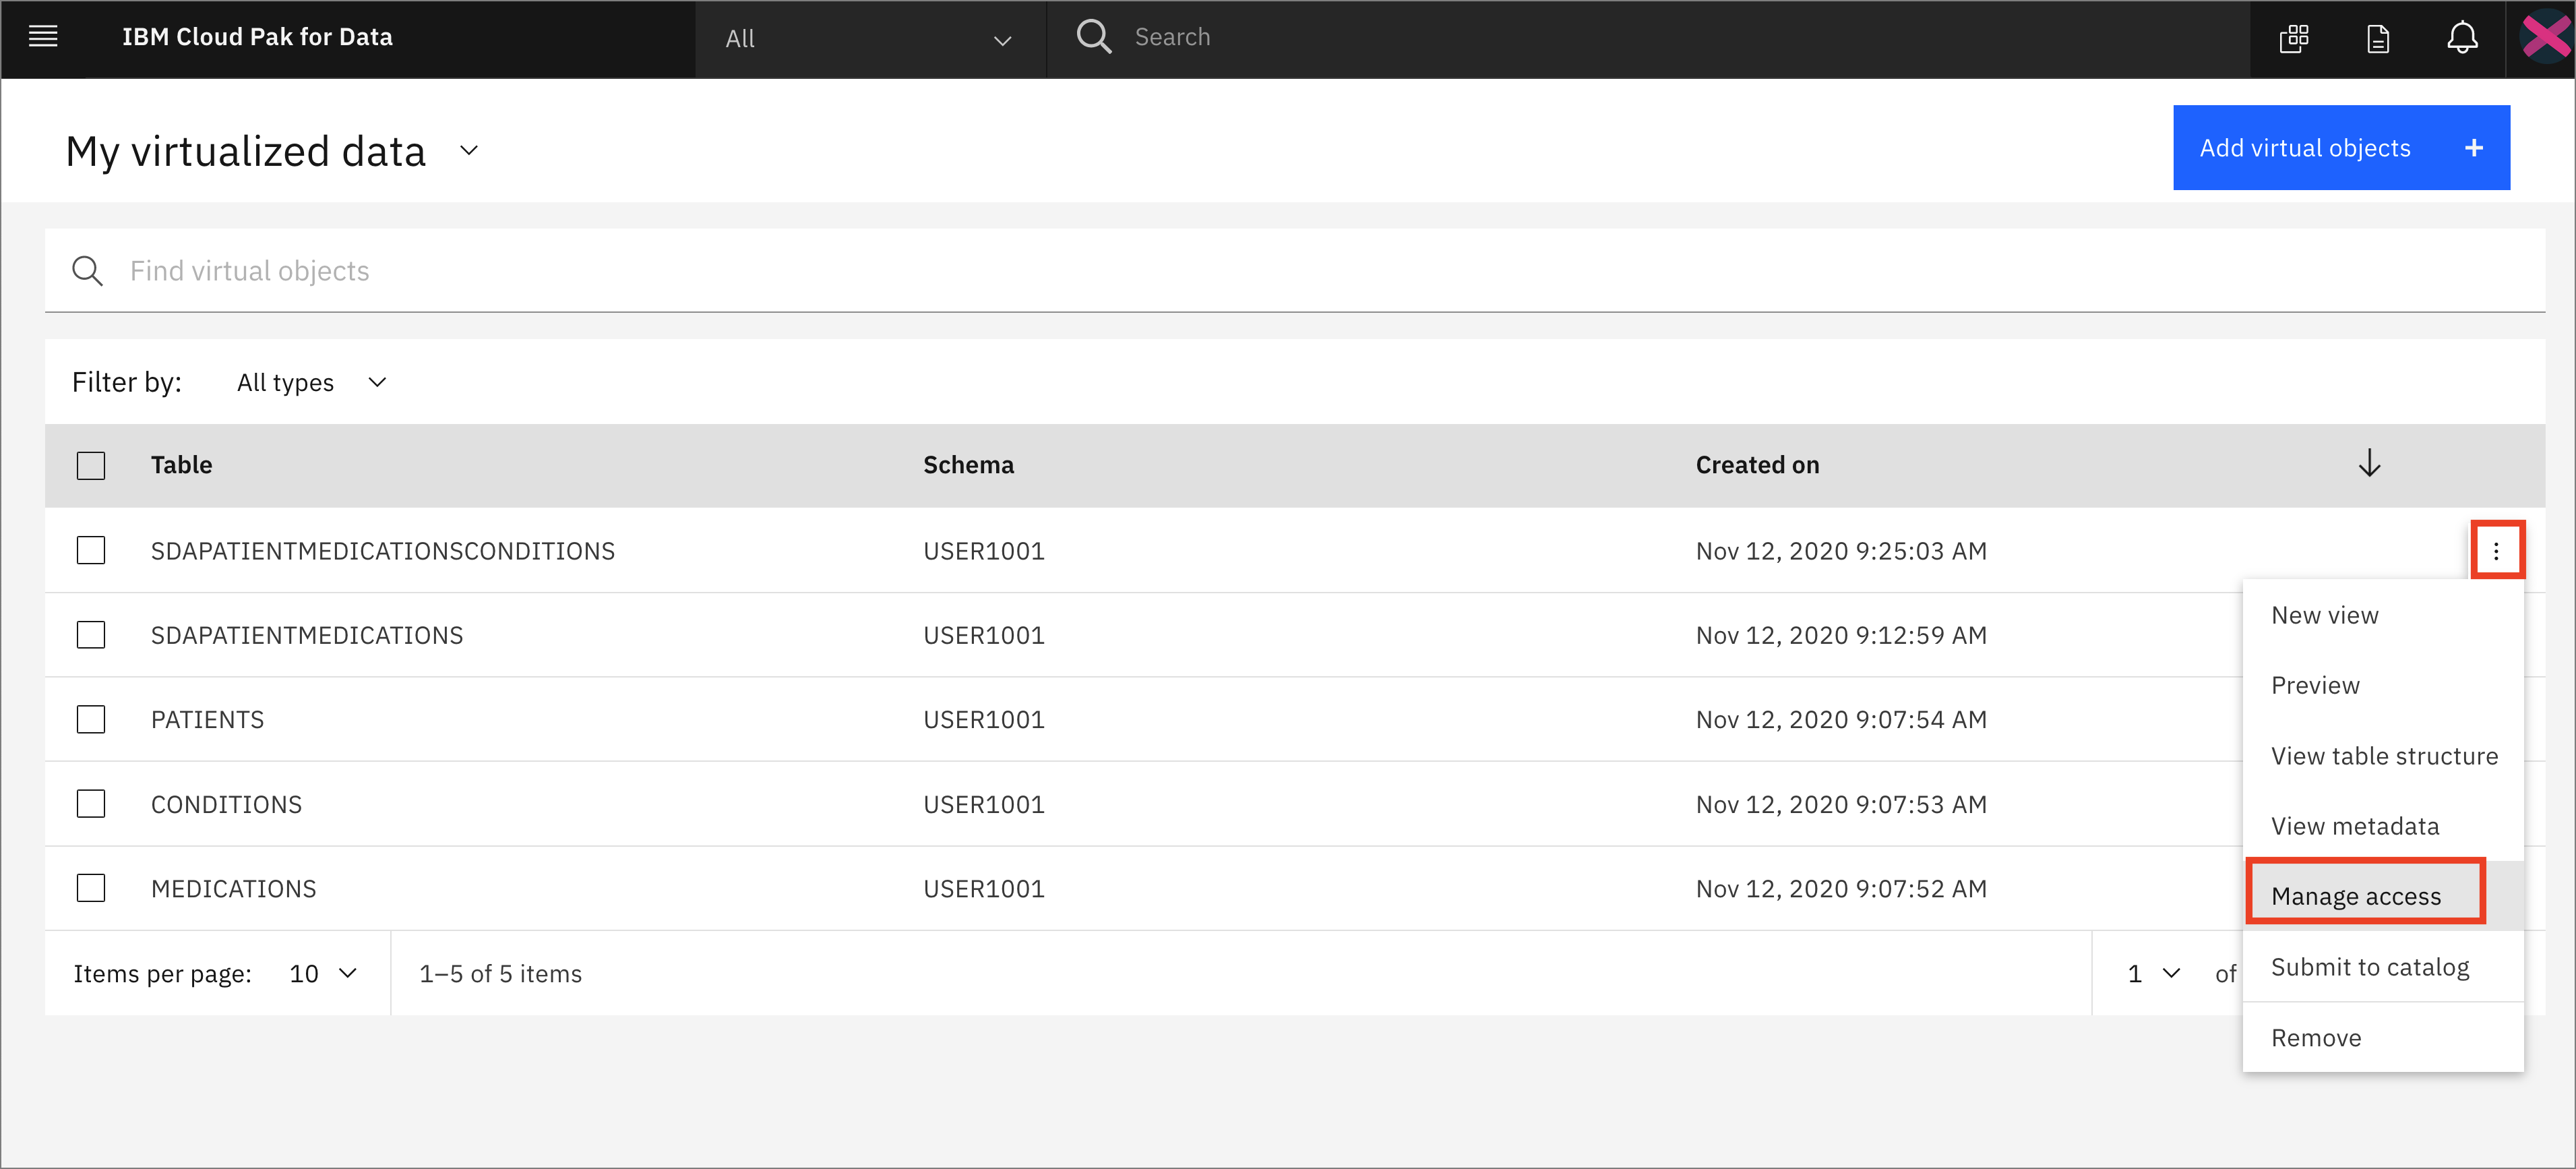 IBM Cloud Pak for Data
All
Search
My virtualized data
Add virtual objects +
Find virtual objects
Filter by: All types
Table Schema Created on
SDAPATIENTMEDICATIONSCONDITIONS USER1001 Nov 12, 2020 9:25:03 AM
SDAPATIENTMEDICATIONS USER1001 Nov 12, 2020 9:12:59 AM
PATIENTS USER1001 Nov 12, 2020 9:07:54 AM
CONDITIONS USER1001 Nov 12, 2020 9:07:53 AM
MEDICATIONS USER1001 Nov 12, 2020 9:07:52 AM
Items per page: 10 1–5 of 5 items 1 of
New view
Preview
View table structure
View metadata
Manage access
Submit to catalog
Remove